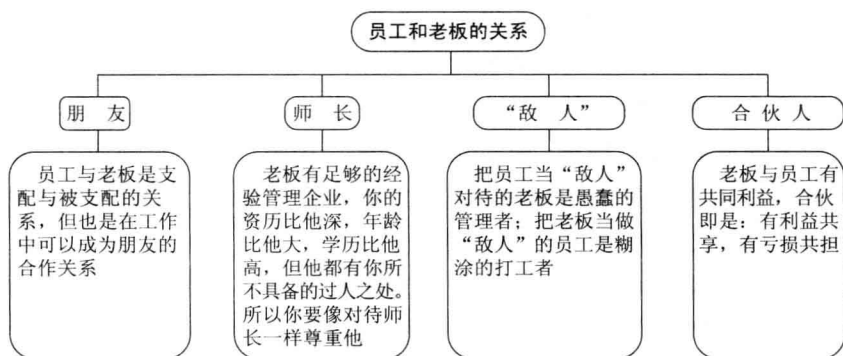 员工和老板的关系
朋 友
师 长
“敌 人”
合 伙 人
员工与老板是支
配与被支配的关
系，但也是在工作
中可以成为朋友的
合作关系
老板有足够的经
验管理企业，你的
资历比他深，年龄
比他大，学历比他
高，但他都有你所
不具备的过人之处。
所以你要像对待师
长一样尊重他
把员工当“敌人”
对待的老板是愚蠢的
管理者；把老板当做
“敌人”的员工是糊
涂的打工者
老板与员工有
共同利益，合伙
即是：有利益共
享，有亏损共担